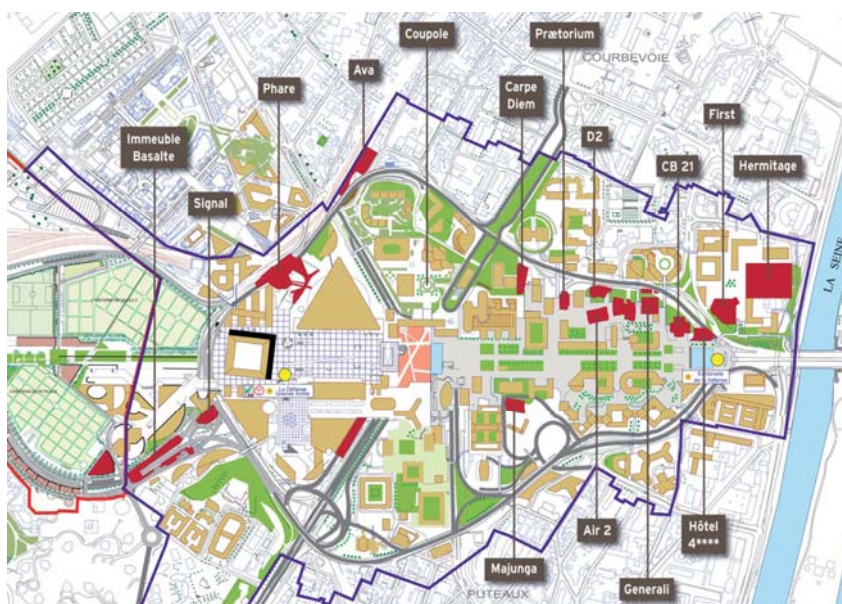 Coupole
Prætorium
COURBEVOIE
Ava
Carpe
Diem
Phare
First
Immeuble
Basalte
D2
CB 21
Hermitage
Signal
LA SEINE
Air 2
Hôtel
4****
Majunga
Generali
PUTEAUX